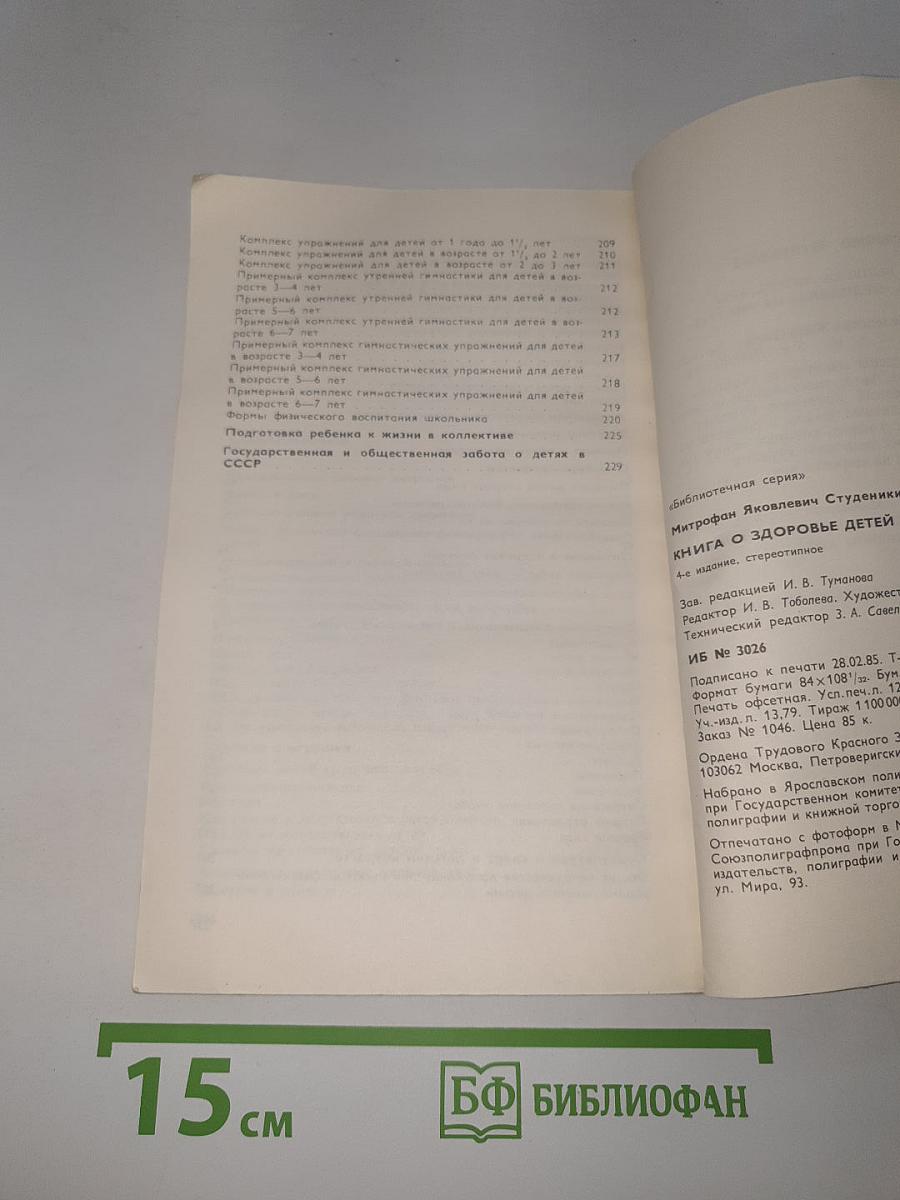 Комплекс упражнений для детей от 1 года до 1¹/₂ лет 209
Комплекс упражнений для детей в возрасте от 1¹/₂ до 2 лет 210
Комплекс упражнений для детей в возрасте от 2 до 3 лет 211
Примерный комплекс утренней гимнастики для детей в воз-
расте 3—4 лет 212
Примерный комплекс утренней гимнастики для детей в воз-
расте 5—6 лет 212
Примерный комплекс утренней гимнастики для детей в воз-
расте 6—7 лет 213
Примерный комплекс гимнастических упражнений для детей
в возрасте 3—4 лет 217
Примерный комплекс гимнастических упражнений для детей
в возрасте 5—6 лет 218
Примерный комплекс гимнастических упражнений для детей
в возрасте 6—7 лет 219
Формы физического воспитания школьника 220
Подготовка ребенка к жизни в коллективе 225
Государственная и общественная забота о детях в
СССР 229
«Библиотечная серия»
Митрофан Яковлевич Студеники
КНИГА О ЗДОРОВЬЕ ДЕТЕЙ
4-е издание, стереотипное
Зав. редакцией И. В. Туманова
Редактор И. В. Тоболева. Художест
Технический редактор З. А. Савел
ИБ № 3026
Подписано к печати 28.02.85. Т-
Формат бумаги 84×108¹/₃₂. Бум
Печать офсетная. Усл.печ.л. 12
Уч.-изд.л. 13,79. Тираж 1 100 000
Заказ № 1046. Цена 85 к.
Ордена Трудового Красного З
103062 Москва, Петроверигски
Набрано в Ярославском поли
при Государственном комитет
полиграфии и книжной торго
Отпечатано с фотоформ в М
Союзполиграфпрома при Го
издательств, полиграфии и
ул. Мира, 93.
15 см
БФ БИБЛИОФАН